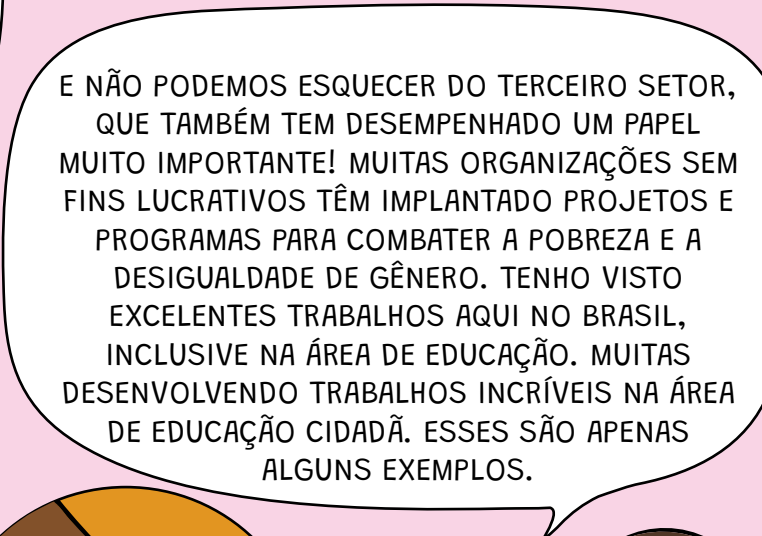 E NÃO PODEMOS ESQUECER DO TERCEIRO SETOR,
QUE TAMBÉM TEM DESEMPENHADO UM PAPEL
MUITO IMPORTANTE! MUITAS ORGANIZAÇÕES SEM
FINS LUCRATIVOS TÊM IMPLANTADO PROJETOS E
PROGRAMAS PARA COMBATER A POBREZA E A
DESIGUALDADE DE GÊNERO. TENHO VISTO
EXCELENTES TRABALHOS AQUI NO BRASIL,
INCLUSIVE NA ÁREA DE EDUCAÇÃO. MUITAS
DESENVOLVENDO TRABALHOS INCRÍVEIS NA ÁREA
DE EDUCAÇÃO CIDADÃ. ESSES SÃO APENAS
ALGUNS EXEMPLOS.